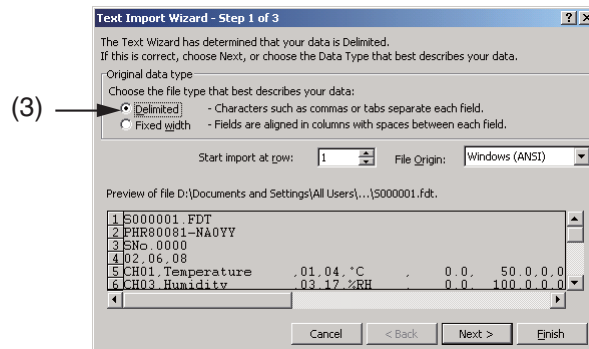 Text Import Wizard - Step 1 of 3
The Text Wizard has determined that your data is Delimited.
If this is correct, choose Next, or choose the Data Type that best describes your data.
Original data type
Choose the file type that best describes your data:
(3)
Delimited - Characters such as commas or tabs separate each field.
Fixed width - Fields are aligned in columns with spaces between each field.
Start import at row: 1 File Origin: Windows (ANSI)
Preview of file D:\Documents and Settings\All Users\...\S000001.fdt.
1 S000001.FDT
2 PHR80081-NA0YY
3 SNo.0000
4 02,06,08
5 CH01,Temperature ,01,04,°C , 0.0, 50.0,0,0
6 CH03,Humidity ,03,17,%RH , 0.0, 100.0,0,0
Cancel < Back Next > Finish